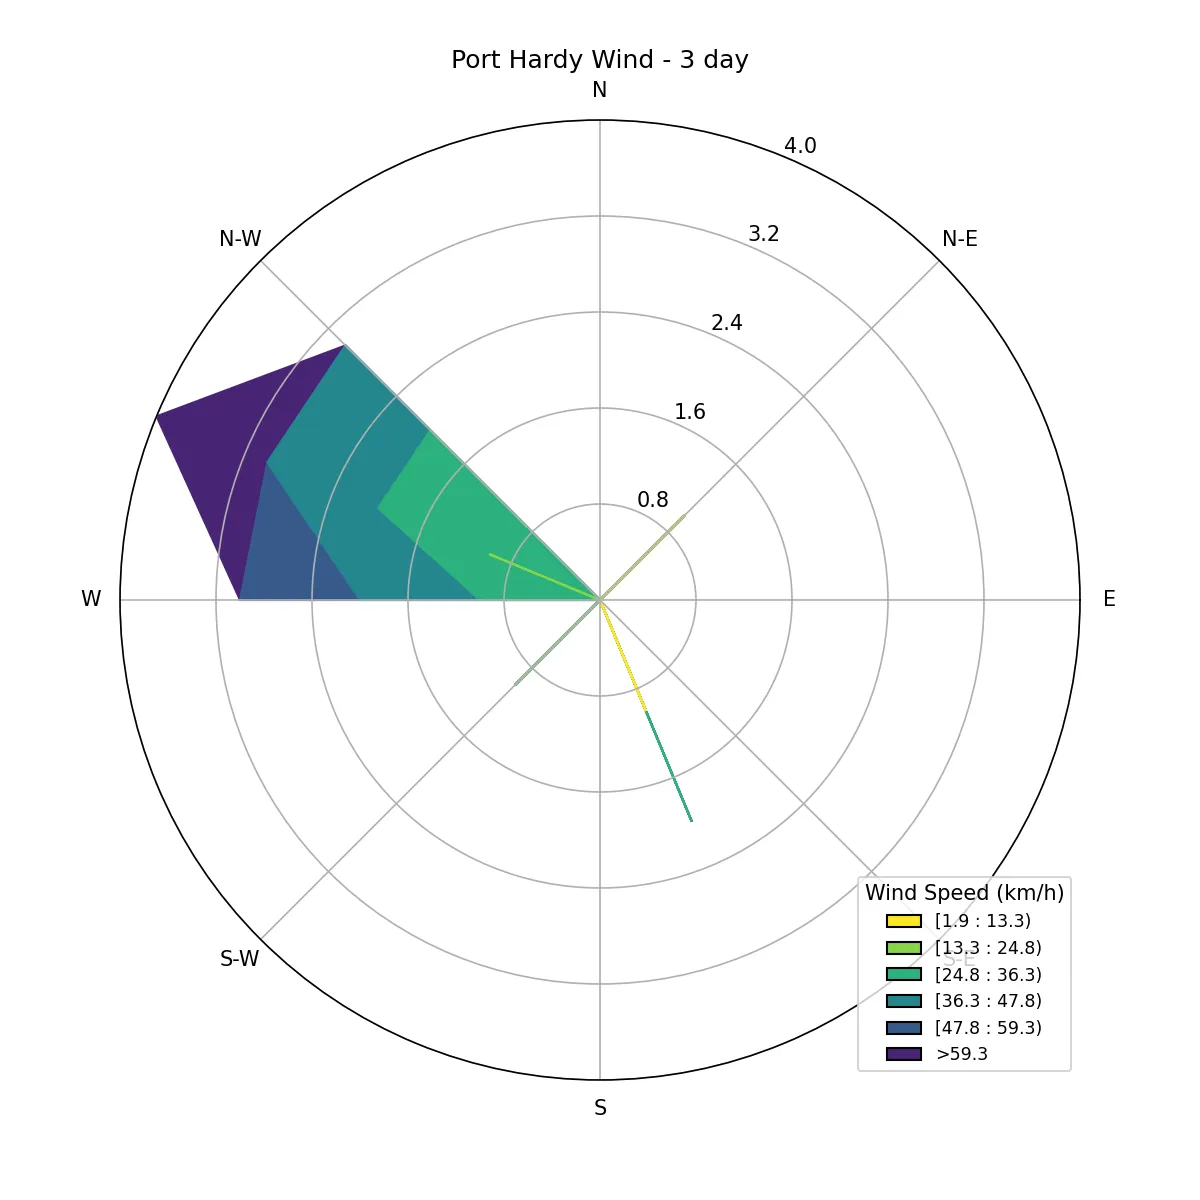 Port Hardy Wind - 3 day
N
4.0
N-W
N-E
3.2
2.4
1.6
0.8
W
E
S-W
S-E
S
Wind Speed (km/h)
[1.9 : 13.3)
[13.3 : 24.8)
[24.8 : 36.3)
[36.3 : 47.8)
[47.8 : 59.3)
>59.3